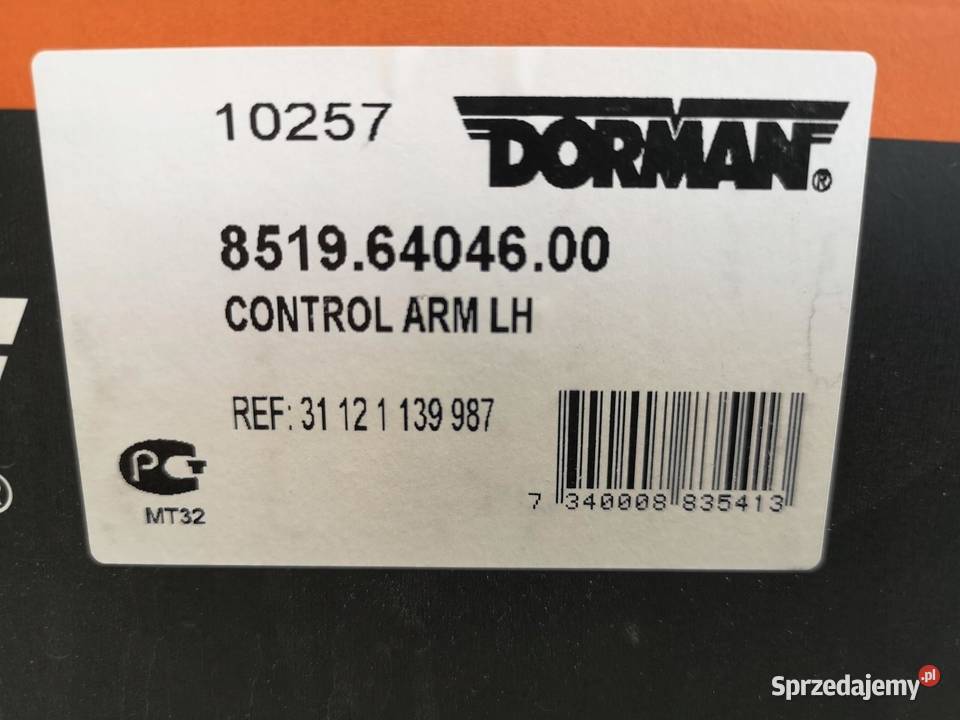 10257
DORMAN®
8519.64046.00
CONTROL ARM LH
REF: 31 12 1 139 987
PCT
MT32
7 340008 835413
®
Sprzedajemy.pl